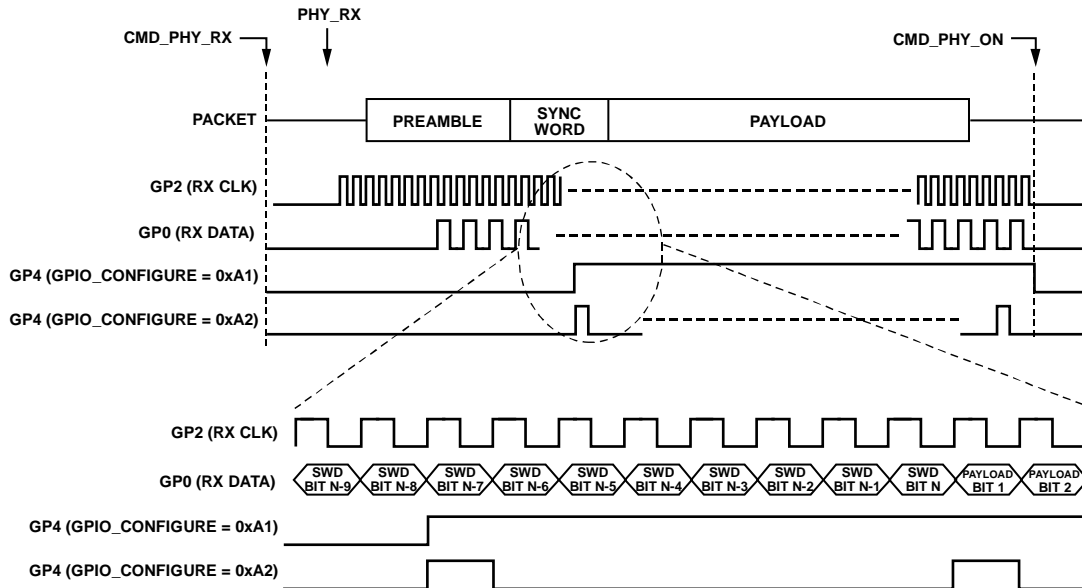 PHY_RX
CMD_PHY_RX
CMD_PHY_ON
PACKET
PREAMBLE
SYNC
WORD
PAYLOAD
GP2 (RX CLK)
GP0 (RX DATA)
GP4 (GPIO_CONFIGURE = 0xA1)
GP4 (GPIO_CONFIGURE = 0xA2)
GP2 (RX CLK)
GP0 (RX DATA)
SWD
BIT N-9
SWD
BIT N-8
SWD
BIT N-7
SWD
BIT N-6
SWD
BIT N-5
SWD
BIT N-4
SWD
BIT N-3
SWD
BIT N-2
SWD
BIT N-1
SWD
BIT N
PAYLOAD
BIT 1
PAYLOAD
BIT 2
GP4 (GPIO_CONFIGURE = 0xA1)
GP4 (GPIO_CONFIGURE = 0xA2)